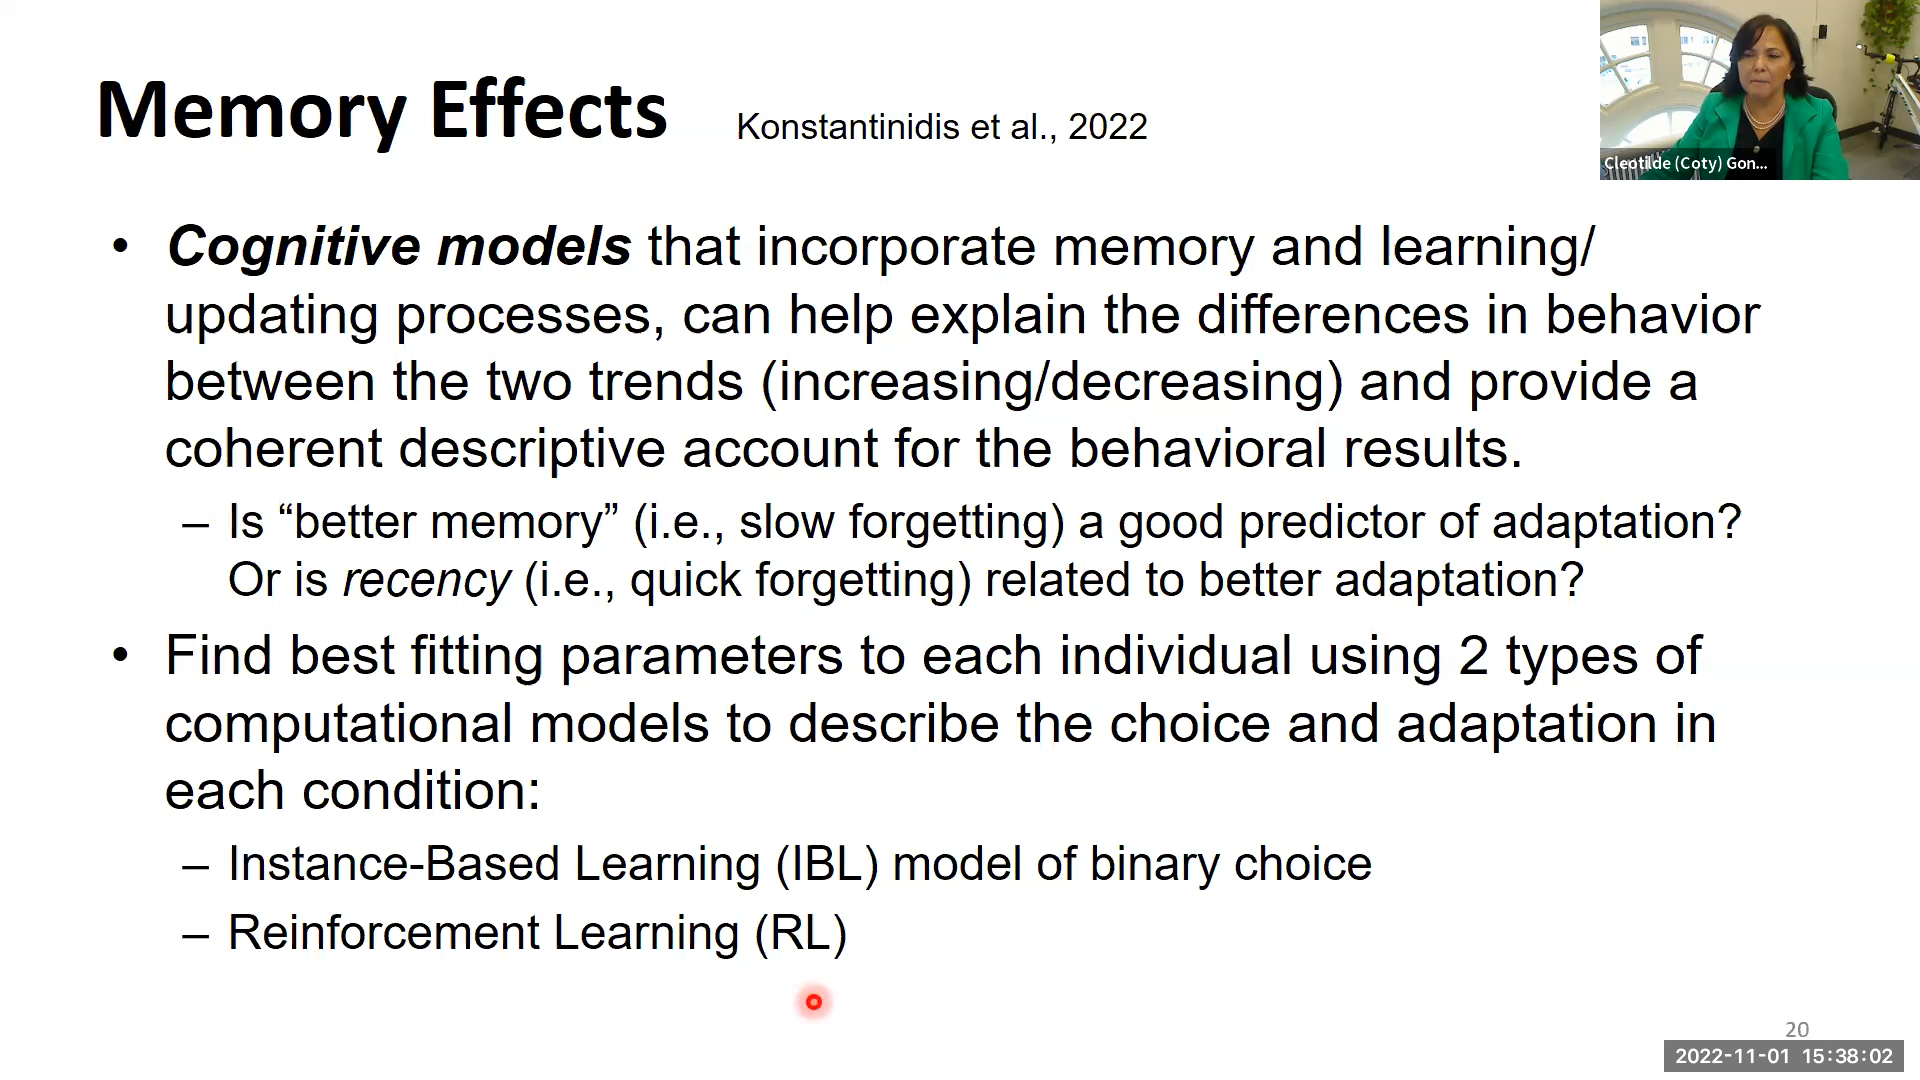 Memory Effects Konstantinidis et al., 2022
Cleotilde (Coty) Gon...
• Cognitive models that incorporate memory and learning/
updating processes, can help explain the differences in behavior
between the two trends (increasing/decreasing) and provide a
coherent descriptive account for the behavioral results.
– Is “better memory” (i.e., slow forgetting) a good predictor of adaptation?
Or is recency (i.e., quick forgetting) related to better adaptation?
• Find best fitting parameters to each individual using 2 types of
computational models to describe the choice and adaptation in
each condition:
– Instance-Based Learning (IBL) model of binary choice
– Reinforcement Learning (RL)
20
2022-11-01 15:38:02